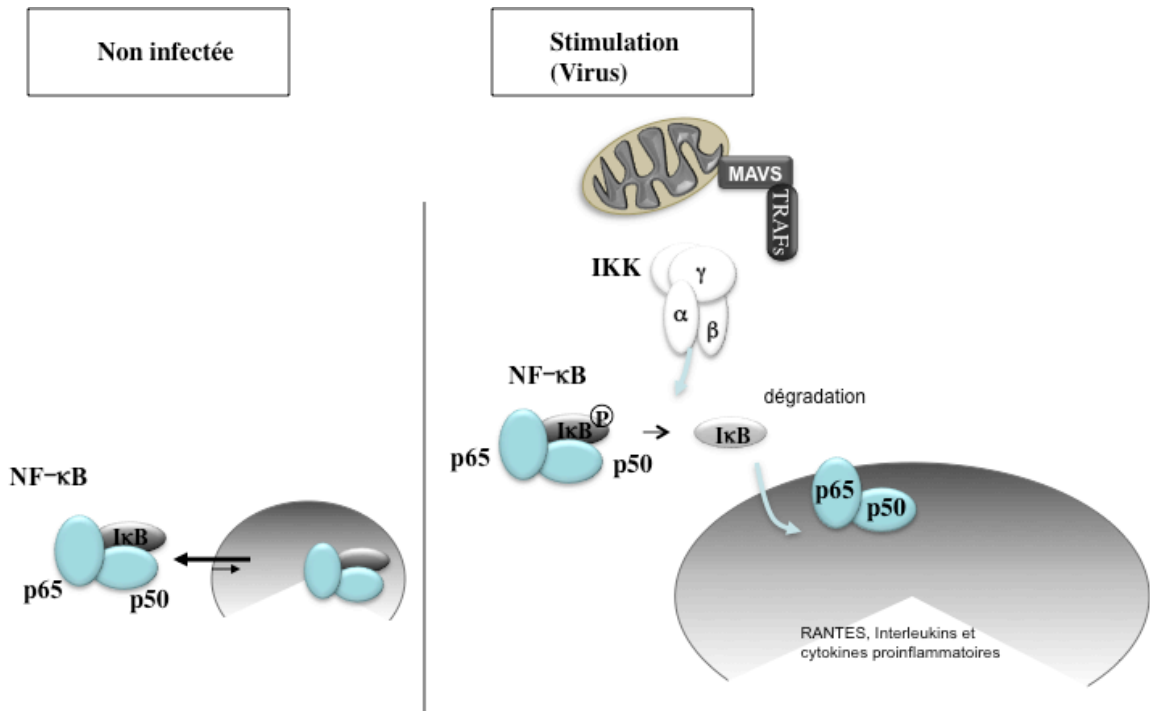 Non infectée
Stimulation
(Virus)
MAVS
TRAFs
IKK
γ
α
β
NF-κB
dégradation
IκB
P
IκB
p65
p50
p65
p50
NF-κB
IκB
p65
p50
RANTES, Interleukins et
cytokines proinflammatoires